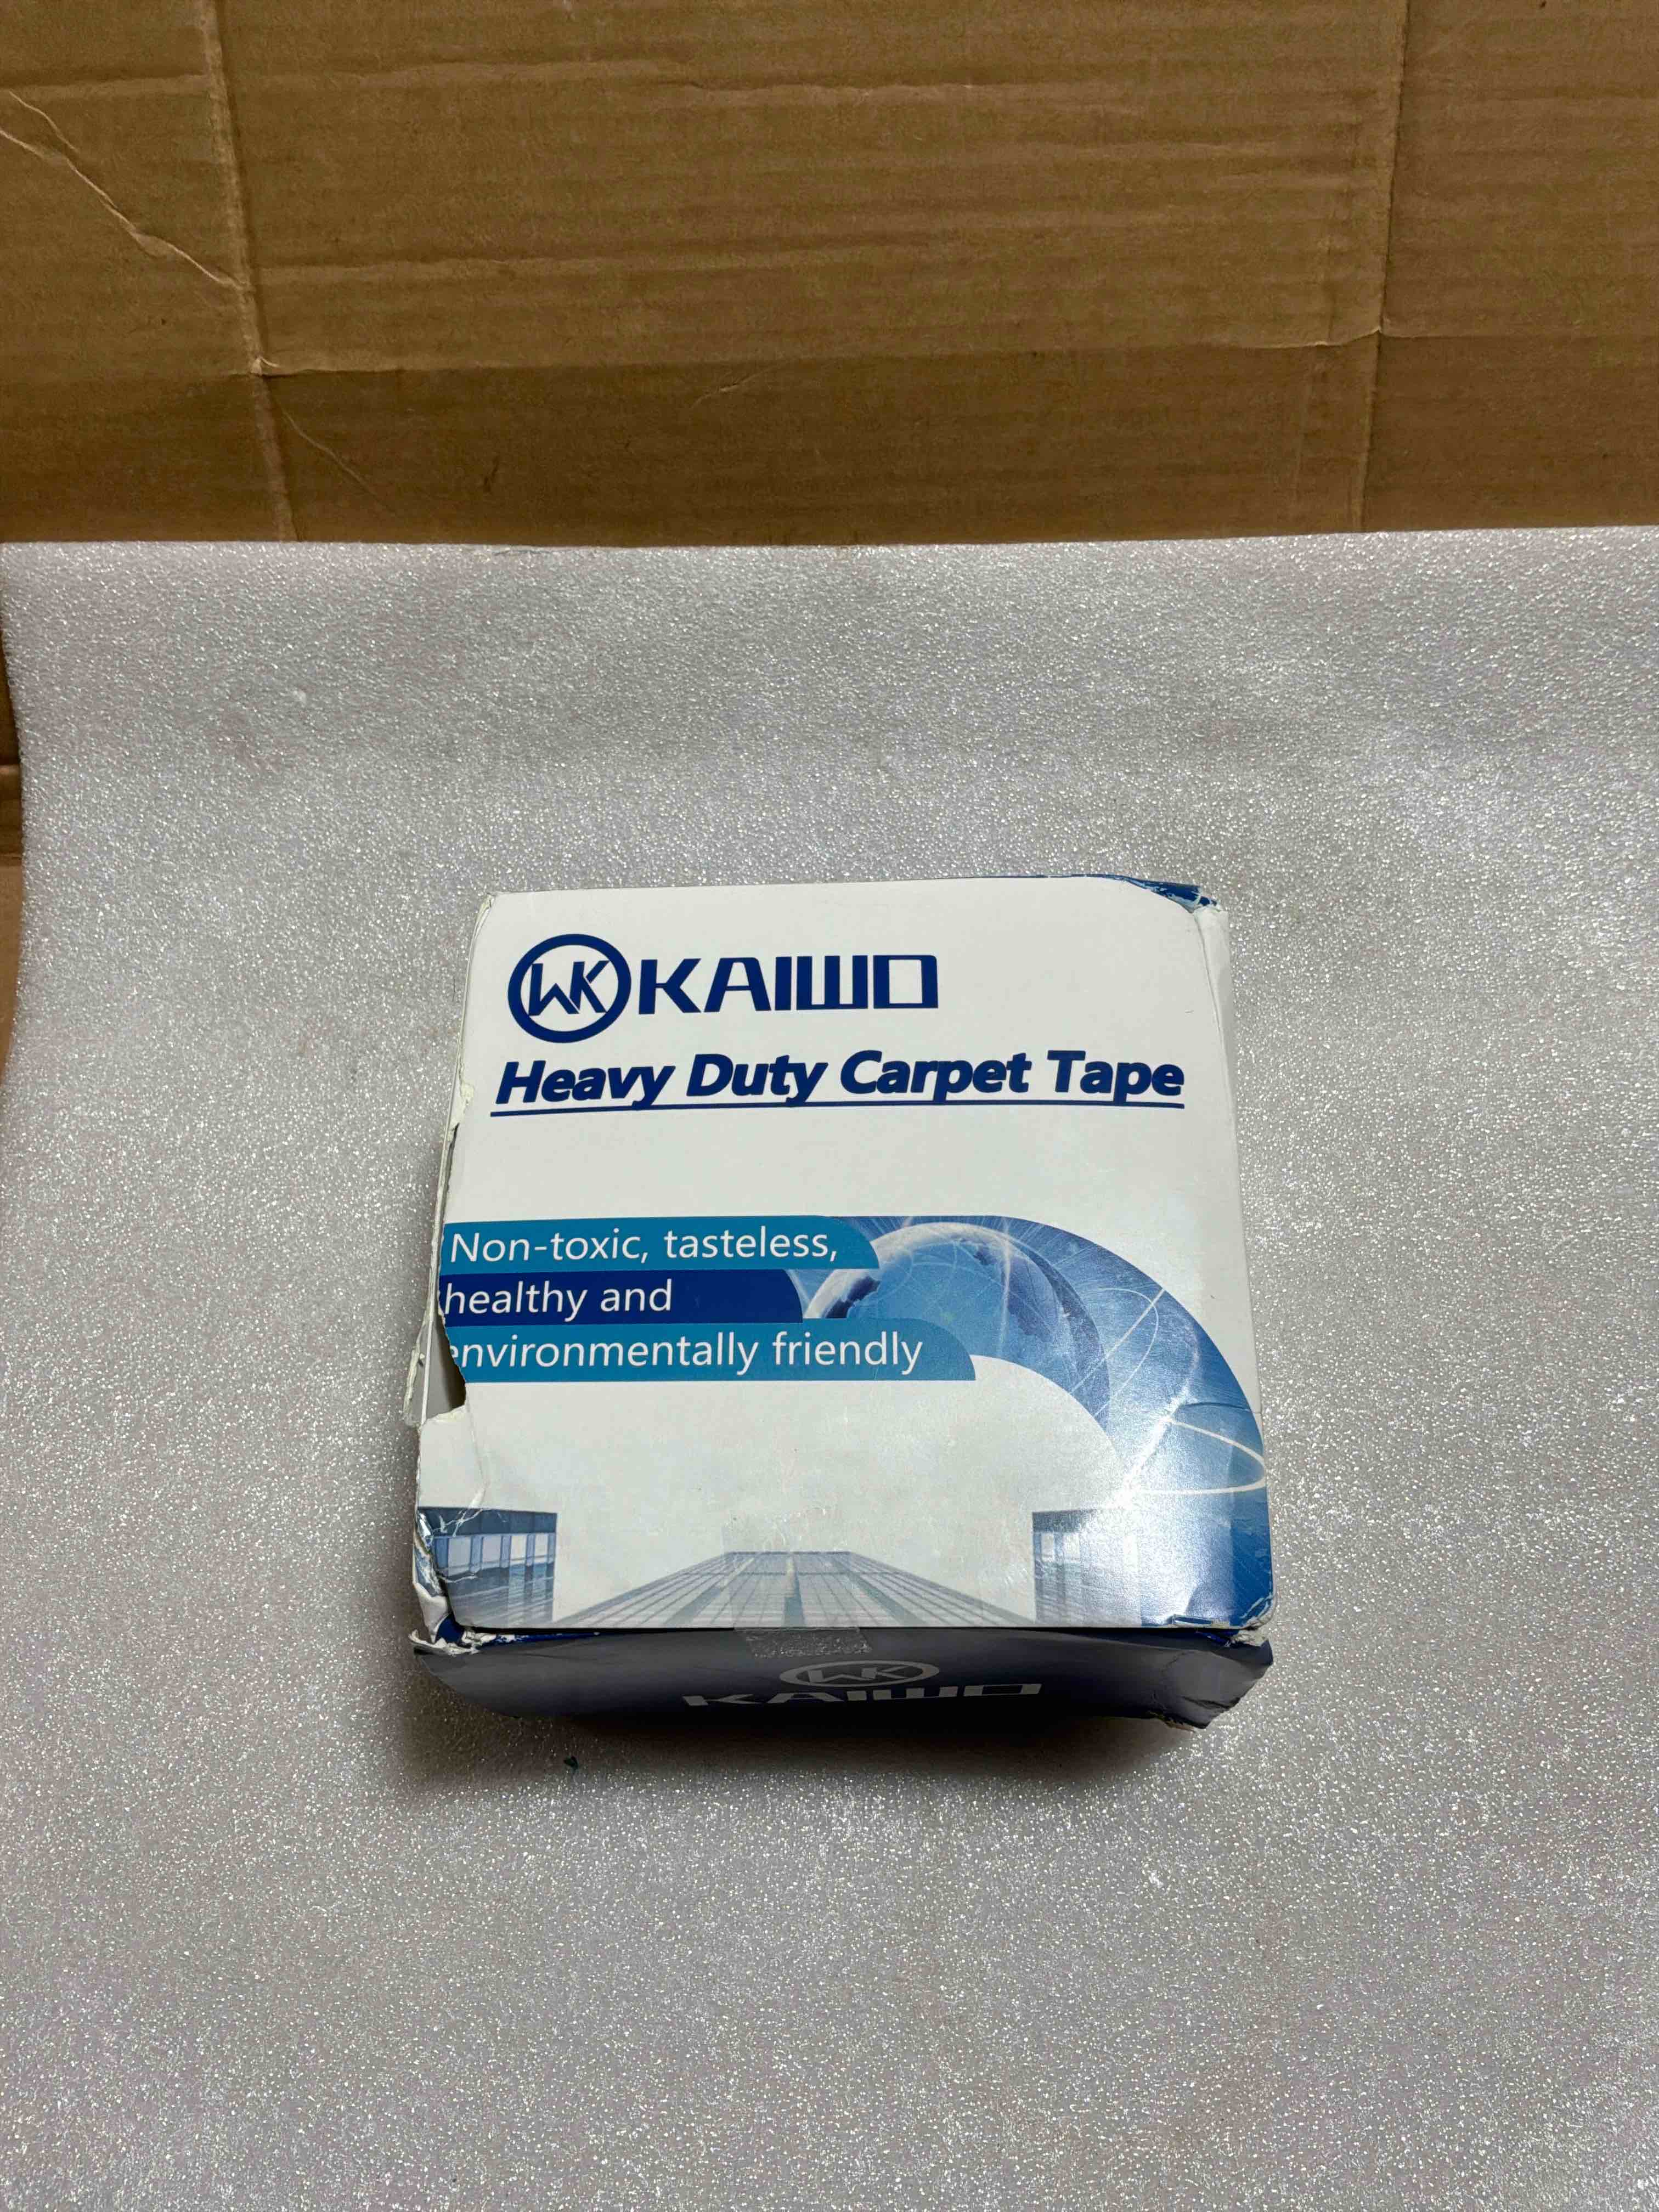 WK KAIWO
Heavy Duty Carpet Tape
Non-toxic, tasteless,
healthy and
environmentally friendly
WK
KAIWO